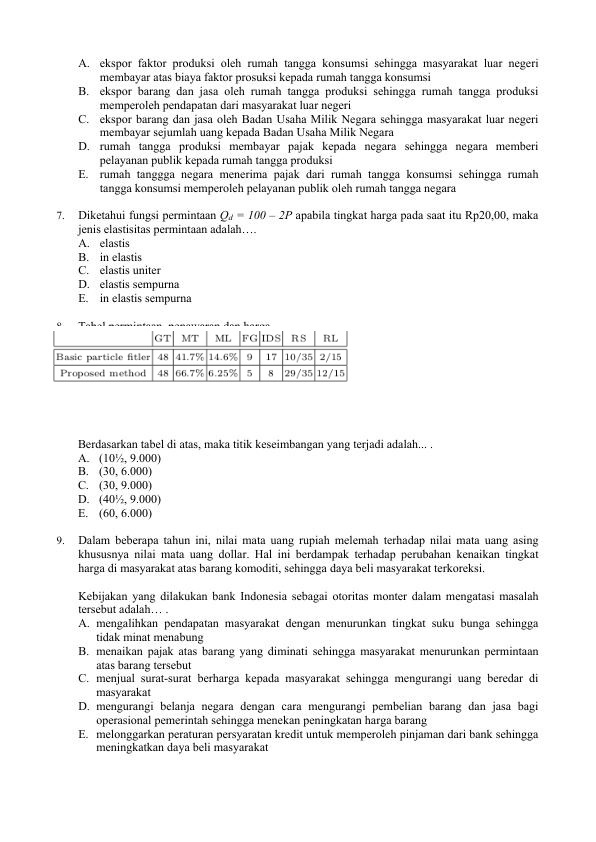 A. ekspor faktor produksi oleh rumah tangga konsumsi sehingga masyarakat luar negeri
membayar atas biaya faktor prosuksi kepada rumah tangga konsumsi
B. ekspor barang dan jasa oleh rumah tangga produksi sehingga rumah tangga produksi
memperoleh pendapatan dari masyarakat luar negeri
C. ekspor barang dan jasa oleh Badan Usaha Milik Negara sehingga masyarakat luar negeri
membayar sejumlah uang kepada Badan Usaha Milik Negara
D. rumah tangga produksi membayar pajak kepada negara sehingga negara memberi
pelayanan publik kepada rumah tangga produksi
E. rumah tanggga negara menerima pajak dari rumah tangga konsumsi sehingga rumah
tangga konsumsi memperoleh pelayanan publik oleh rumah tangga negara
7. Diketahui fungsi permintaan Qd = 100 – 2P apabila tingkat harga pada saat itu Rp20,00, maka
jenis elastisitas permintaan adalah….
A. elastis
B. in elastis
C. elastis uniter
D. elastis sempurna
E. in elastis sempurna
8. Tabel permintaan, penawaran dan harga
GT MT ML FG IDS RS RL
Basic particle fitler 48 41.7% 14.6% 9 17 10/35 2/15
Proposed method 48 66.7% 6.25% 5 8 29/35 12/15
Berdasarkan tabel di atas, maka titik keseimbangan yang terjadi adalah... .
A. (10½, 9.000)
B. (30, 6.000)
C. (30, 9.000)
D. (40½, 9.000)
E. (60, 6.000)
9. Dalam beberapa tahun ini, nilai mata uang rupiah melemah terhadap nilai mata uang asing
khususnya nilai mata uang dollar. Hal ini berdampak terhadap perubahan kenaikan tingkat
harga di masyarakat atas barang komoditi, sehingga daya beli masyarakat terkoreksi.
Kebijakan yang dilakukan bank Indonesia sebagai otoritas monter dalam mengatasi masalah
tersebut adalah… .
A. mengalihkan pendapatan masyarakat dengan menurunkan tingkat suku bunga sehingga
tidak minat menabung
B. menaikan pajak atas barang yang diminati sehingga masyarakat menurunkan permintaan
atas barang tersebut
C. menjual surat-surat berharga kepada masyarakat sehingga mengurangi uang beredar di
masyarakat
D. mengurangi belanja negara dengan cara mengurangi pembelian barang dan jasa bagi
operasional pemerintah sehingga menekan peningkatan harga barang
E. melonggarkan peraturan persyaratan kredit untuk memperoleh pinjaman dari bank sehingga
meningkatkan daya beli masyarakat